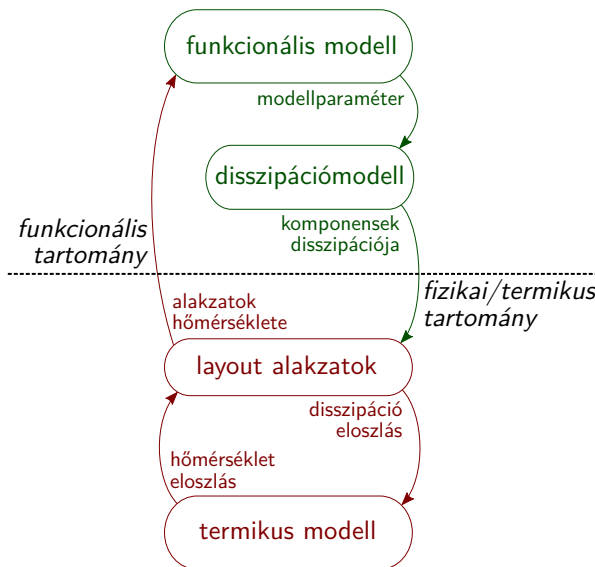 funkcionális modell
modellparaméter
disszipációmodell
komponensek
disszipációja
funkcionális
tartomány
fizikai/termikus
tartomány
alakzatok
hőmérséklete
layout alakzatok
disszipáció
eloszlás
hőmérséklet
eloszlás
termikus modell